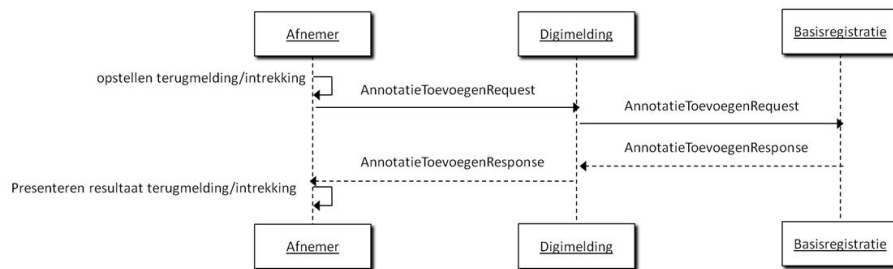 Afnemer
Digimelding
Basisregistratie
opstellen terugmelding/intrekking
AnnotatieToevoegenRequest
AnnotatieToevoegenRequest
AnnotatieToevoegenResponse
AnnotatieToevoegenResponse
Presenteren resultaat terugmelding/intrekking
Afnemer
Digimelding
Basisregistratie